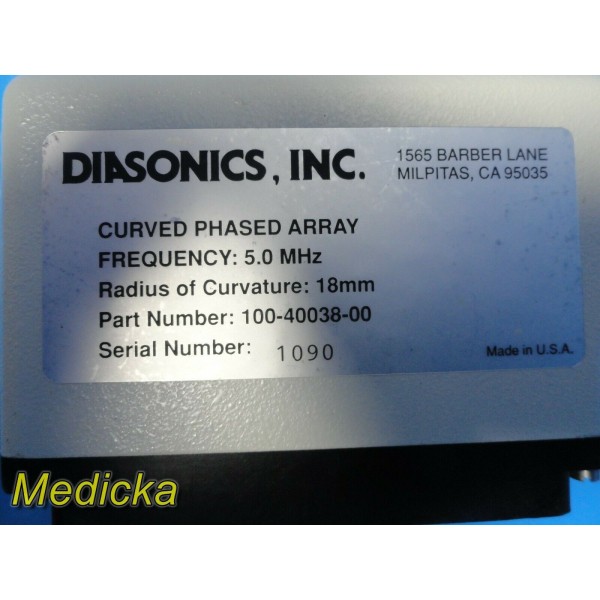 DIASONICS, INC.
1565 BARBER LANE
MILPITAS, CA 95035
CURVED PHASED ARRAY
FREQUENCY: 5.0 MHz
Radius of Curvature: 18mm
Part Number: 100-40038-00
Serial Number: 1090
Made in U.S.A.
Medicka